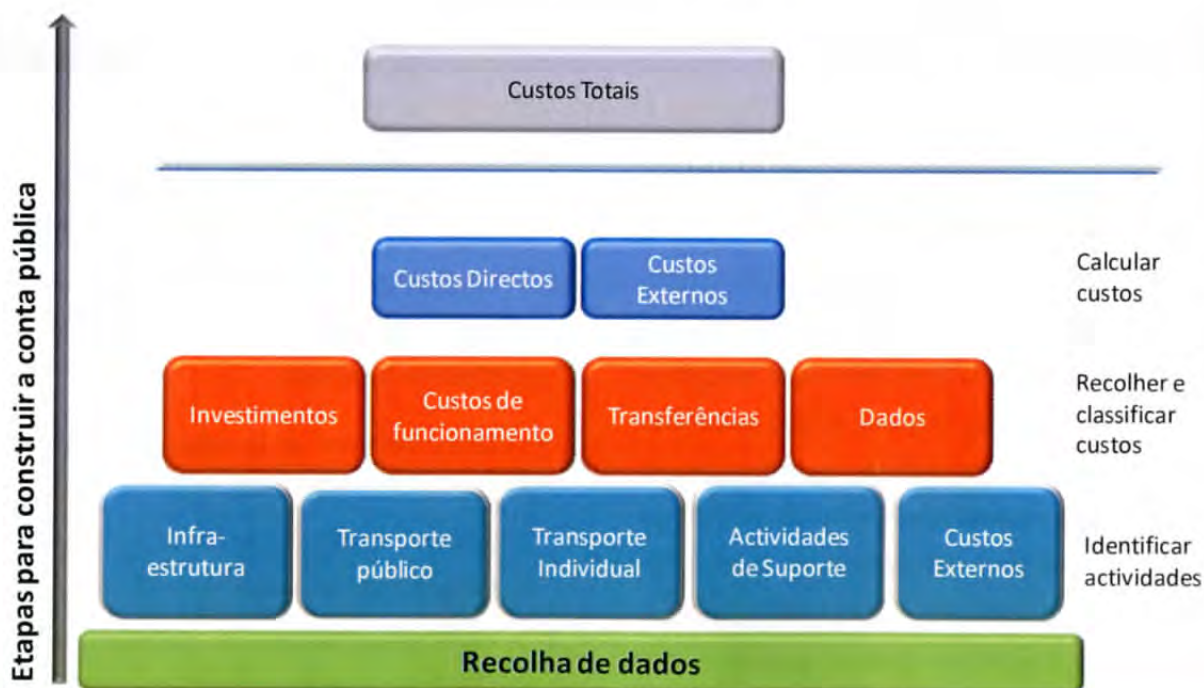 Etapas para construir a conta pública
Custos Totais
Custos Directos
Custos
Externos
Calcular
custos
Investimentos
Custos de
funcionamento
Transferências
Dados
Recolher e
classificar
custos
Infra-
estrutura
Transporte
público
Transporte
Individual
Actividades
de Suporte
Custos
Externos
Identificar
actividades
Recolha de dados